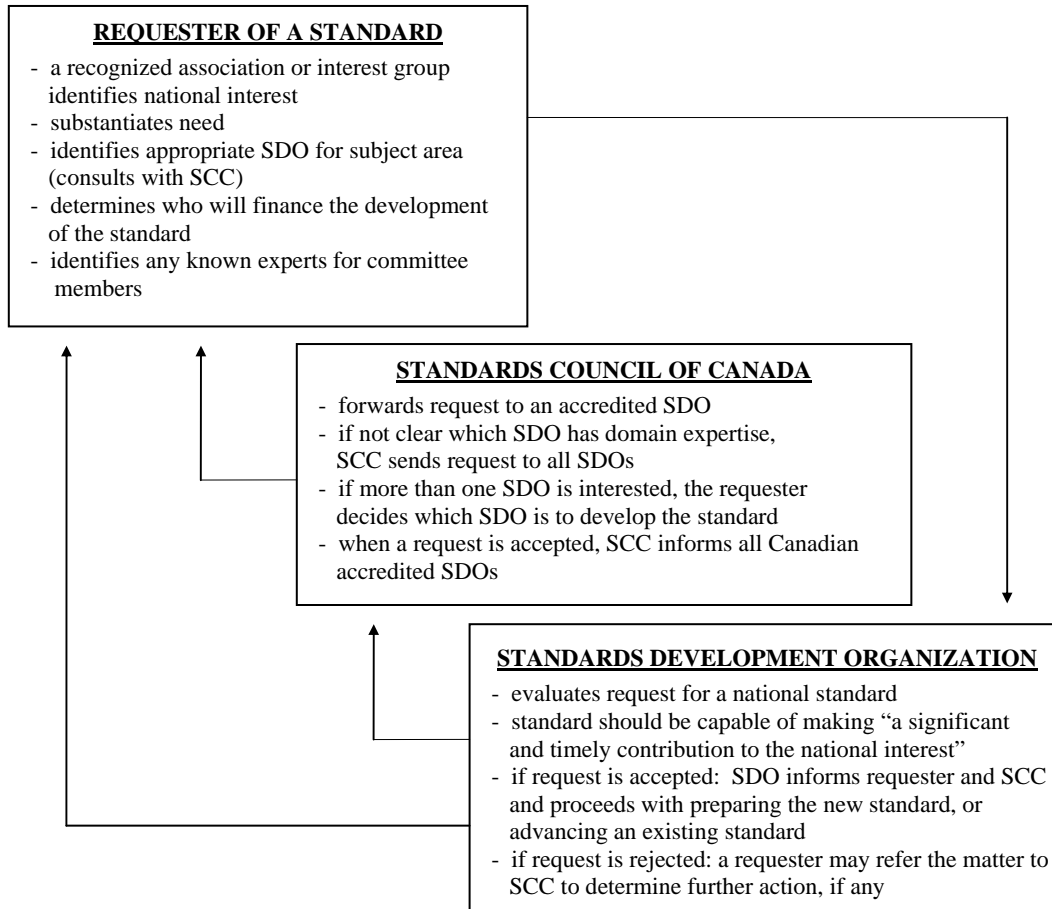 REQUESTER OF A STANDARD
- a recognized association or interest group
identifies national interest
- substantiates need
- identifies appropriate SDO for subject area
(consults with SCC)
- determines who will finance the development
of the standard
- identifies any known experts for committee
members
STANDARDS COUNCIL OF CANADA
- forwards request to an accredited SDO
- if not clear which SDO has domain expertise,
SCC sends request to all SDOs
- if more than one SDO is interested, the requester
decides which SDO is to develop the standard
- when a request is accepted, SCC informs all Canadian
accredited SDOs
STANDARDS DEVELOPMENT ORGANIZATION
- evaluates request for a national standard
- standard should be capable of making “a significant
and timely contribution to the national interest”
- if request is accepted: SDO informs requester and SCC
and proceeds with preparing the new standard, or
advancing an existing standard
- if request is rejected: a requester may refer the matter to
SCC to determine further action, if any